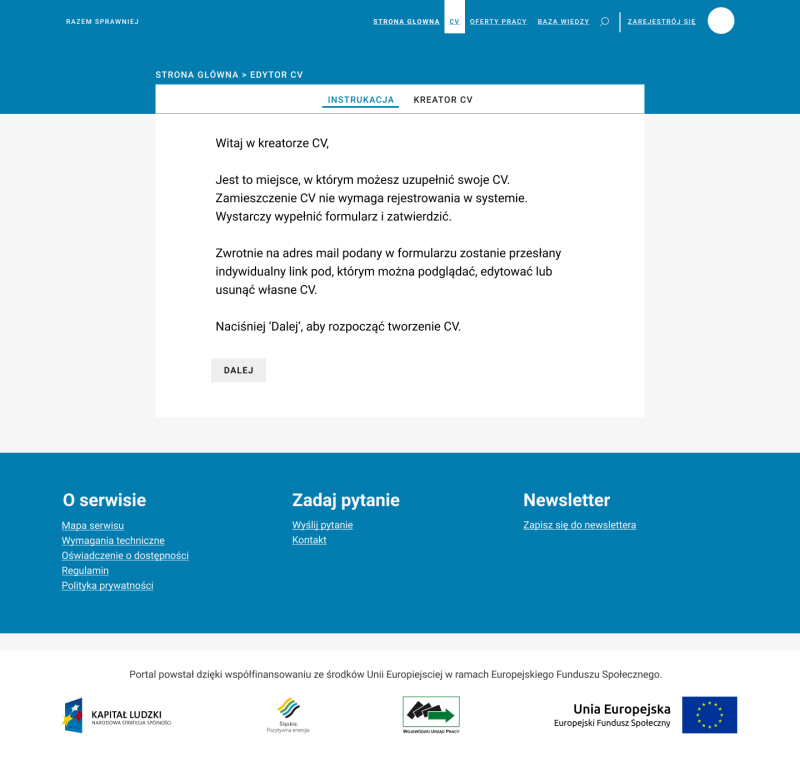 RAZEM SPRAWNIEJ
STRONA GŁOWNA CV OFERTY PRACY BAZA WIEDZY ZAREJESTRÓJ SIĘ
STRONA GŁÓWNA > EDYTOR CV
INSTRUKACJA KREATOR CV
Witaj w kreatorze CV,
Jest to miejsce, w którym możesz uzupełnić swoje CV.
Zamieszczenie CV nie wymaga rejestrowania w systemie.
Wystarczy wypełnić formularz i zatwierdzić.
Zwrotnie na adres mail podany w formularzu zostanie przesłany
indywidualny link pod, którym można podglądać, edytować lub
usunąć własne CV.
Naciśniej ‘Dalej’, aby rozpocząć tworzenie CV.
DALEJ
O serwisie
Mapa serwisu
Wymagania techniczne
Oświadczenie o dostępności
Regulamin
Polityka prywatności
Zadaj pytanie
Wyślij pytanie
Kontakt
Newsletter
Zapisz się do newslettera
Portal powstał dzięki współfinansowaniu ze środków Unii Europiejsciej w ramach Europejskiego Funduszu Społecznego.
KAPITAŁ LUDZKI
NARODOWA STRATEGIA SPÓJNOŚCI
Śląskie.
Pozytywna energia
Wojewódzki Urząd Pracy
Unia Europejska
Europejski Fundusz Społeczny